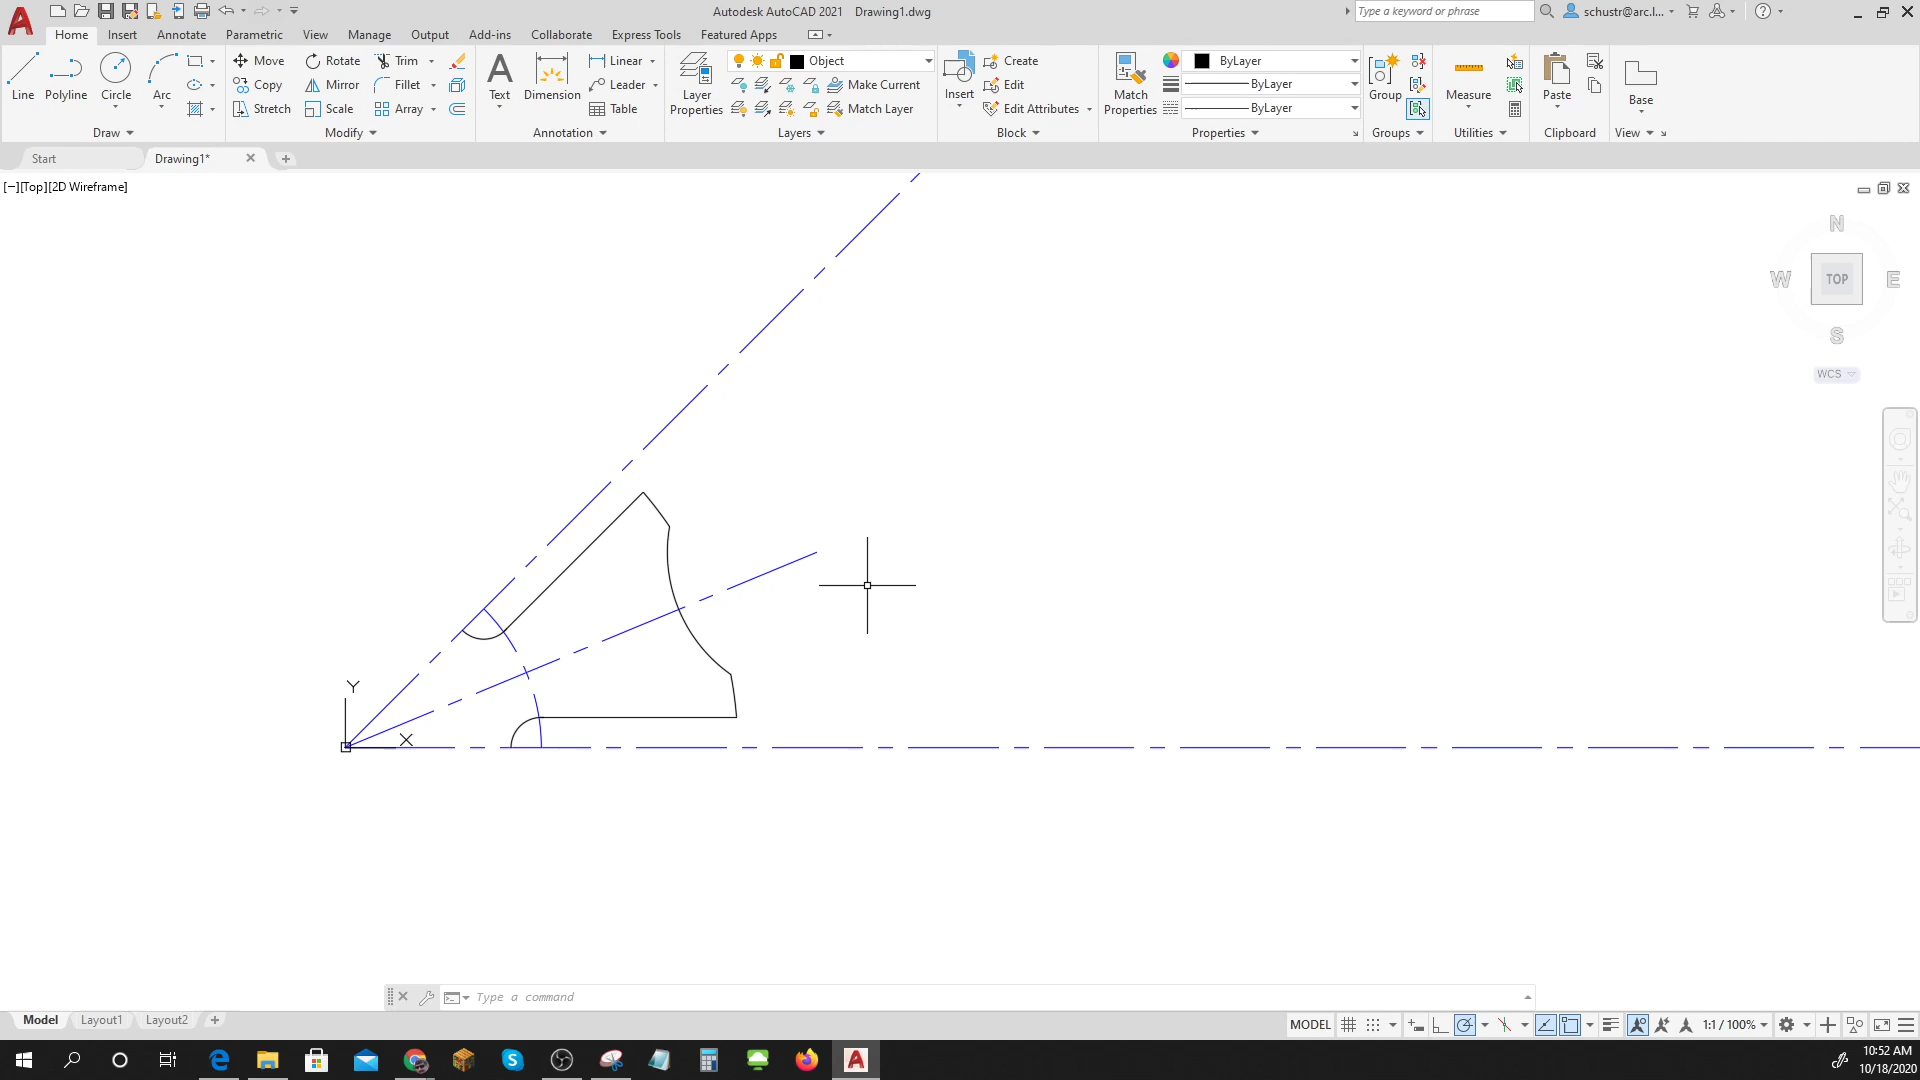 Autodesk AutoCAD 2021 Drawing1.dwg
Type a keyword or phrase
schustr@arc.l...
Home Insert Annotate Parametric View Manage Output Add-ins Collaborate Express Tools Featured Apps
Line
Polyline
Circle
Arc
Draw
Move Rotate Trim
Copy Mirror Fillet
Stretch Scale Array
Modify
Text
Dimension
Linear
Leader
Table
Annotation
Layer
Properties
Object
Make Current
Match Layer
Layers
Insert
Create
Edit
Edit Attributes
Block
Match
Properties
ByLayer
ByLayer
ByLayer
Properties
Group
Groups
Measure
Utilities
Paste
Clipboard
Base
View
Start Drawing1*
[−][Top][2D Wireframe]
N
W TOP E
S
WCS
Y
X
Type a command
Model Layout1 Layout2
MODEL 1:1 / 100%
10:52 AM
10/18/2020